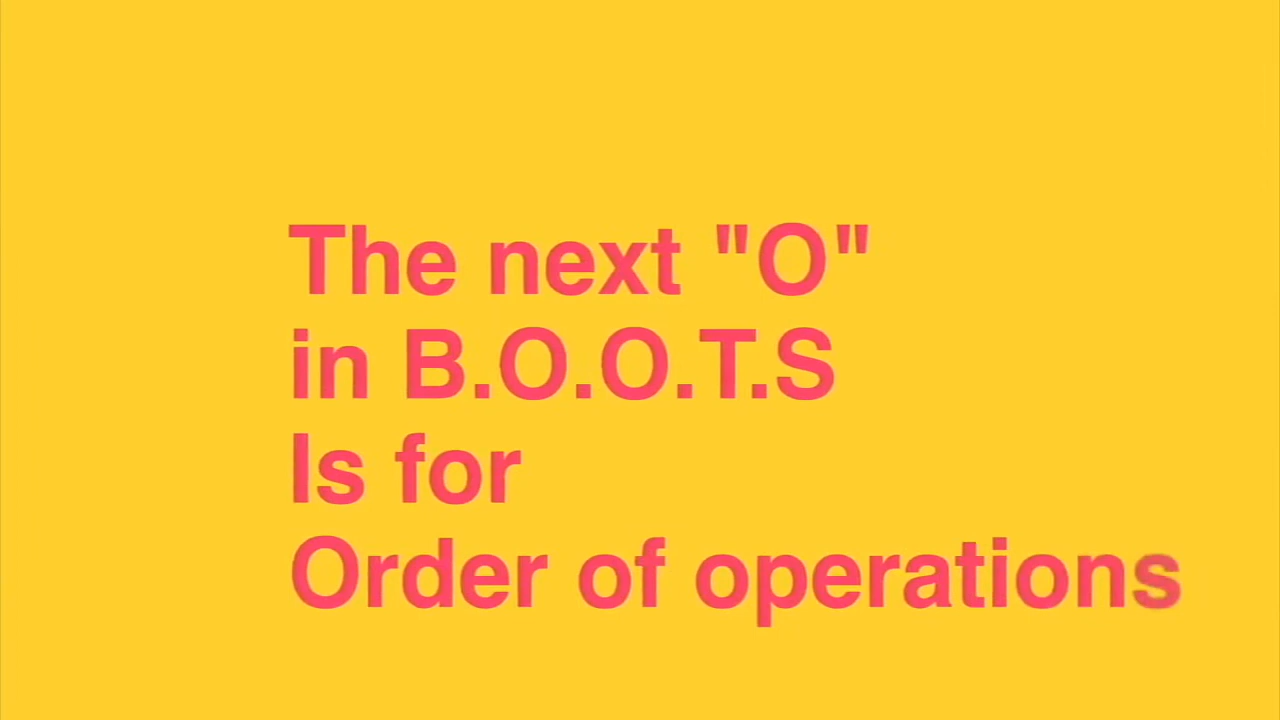 The next "O"
in B.O.O.T.S
Is for
Order of operations